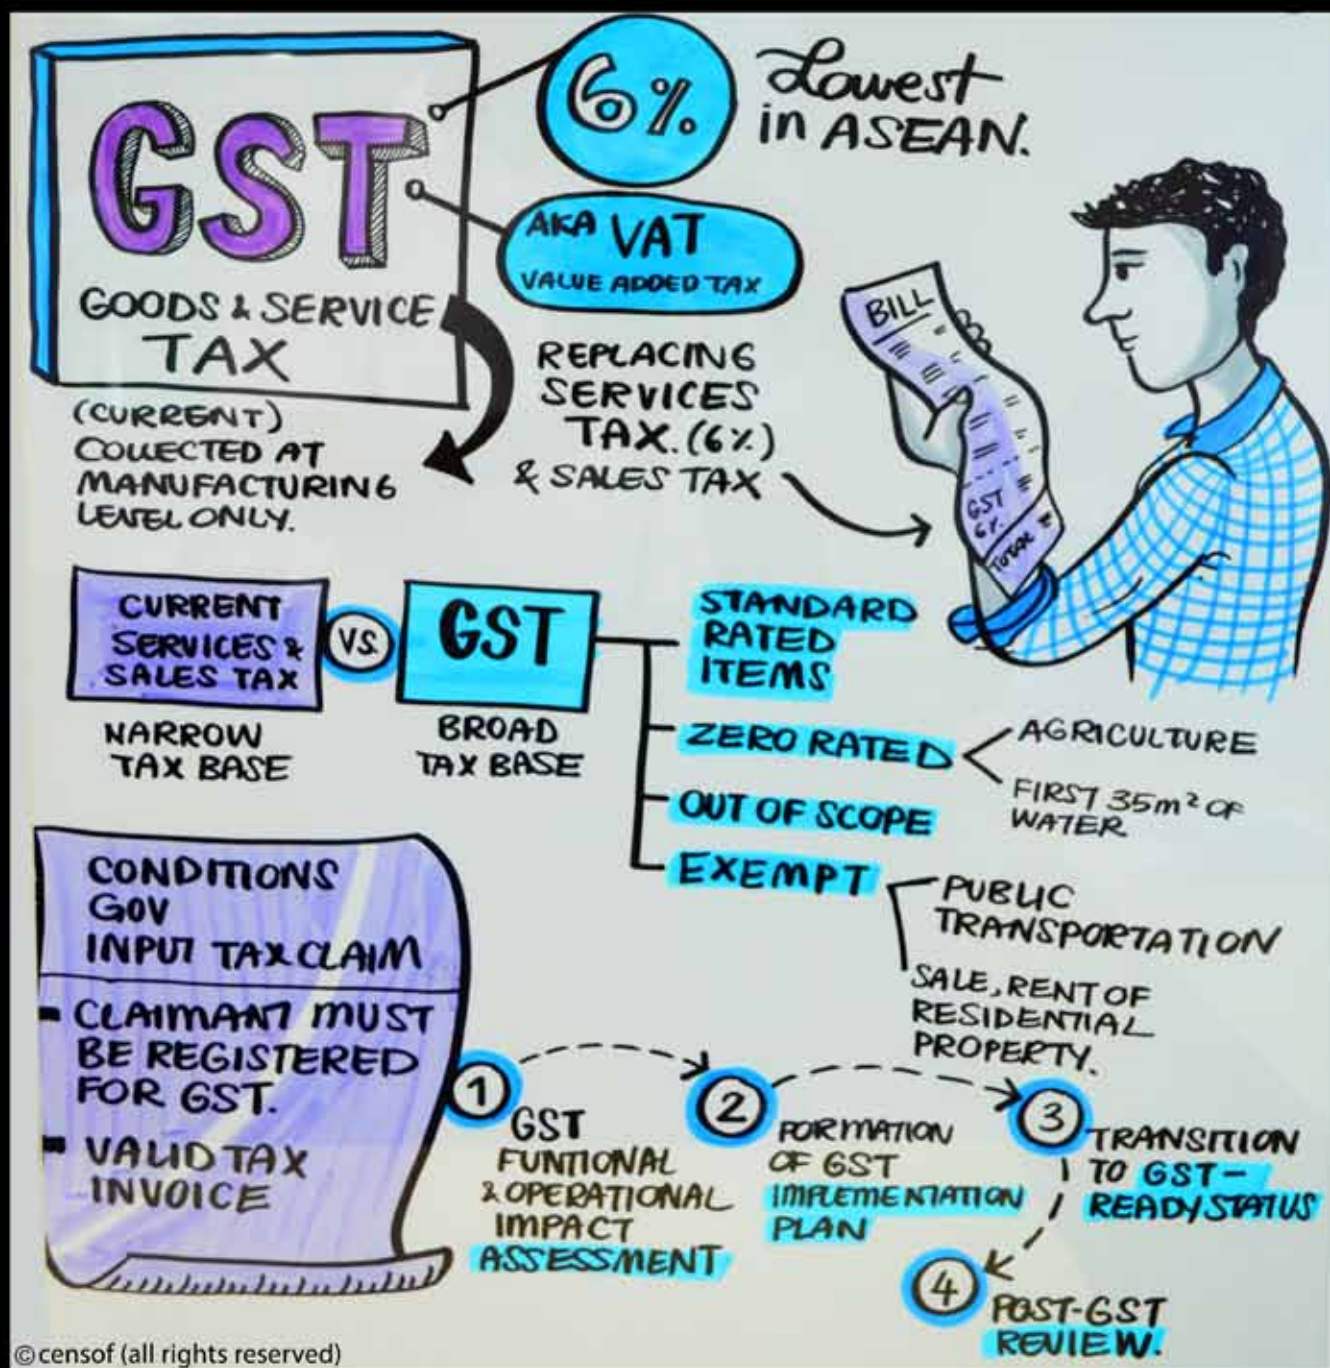 GST
GOODS & SERVICE
TAX
6%
Lowest
in ASEAN.
AKA VAT
VALUE ADDED TAX
(CURRENT)
COLLECTED AT
MANUFACTURING
LEVEL ONLY.
REPLACING
SERVICES
TAX. (6%)
& SALES TAX
BILL
GST
6%
TOTAL
CURRENT
SERVICES &
SALES TAX
VS.
GST
NARROW
TAX BASE
BROAD
TAX BASE
STANDARD
RATED
ITEMS
ZERO RATED
AGRICULTURE
FIRST 35m² OF
WATER
OUT OF SCOPE
EXEMPT
PUBLIC
TRANSPORTATION
SALE, RENT OF
RESIDENTIAL
PROPERTY.
CONDITIONS
GOV
INPUT TAX CLAIM
- CLAIMANT MUST
BE REGISTERED
FOR GST.
- VALID TAX
INVOICE
1
GST
FUNTIONAL
& OPERATIONAL
IMPACT
ASSESSMENT
2
FORMATION
OF GST
IMPLEMENTATION
PLAN
3
TRANSITION
TO GST-
READY STATUS
4
POST-GST
REVIEW.
© censof (all rights reserved)